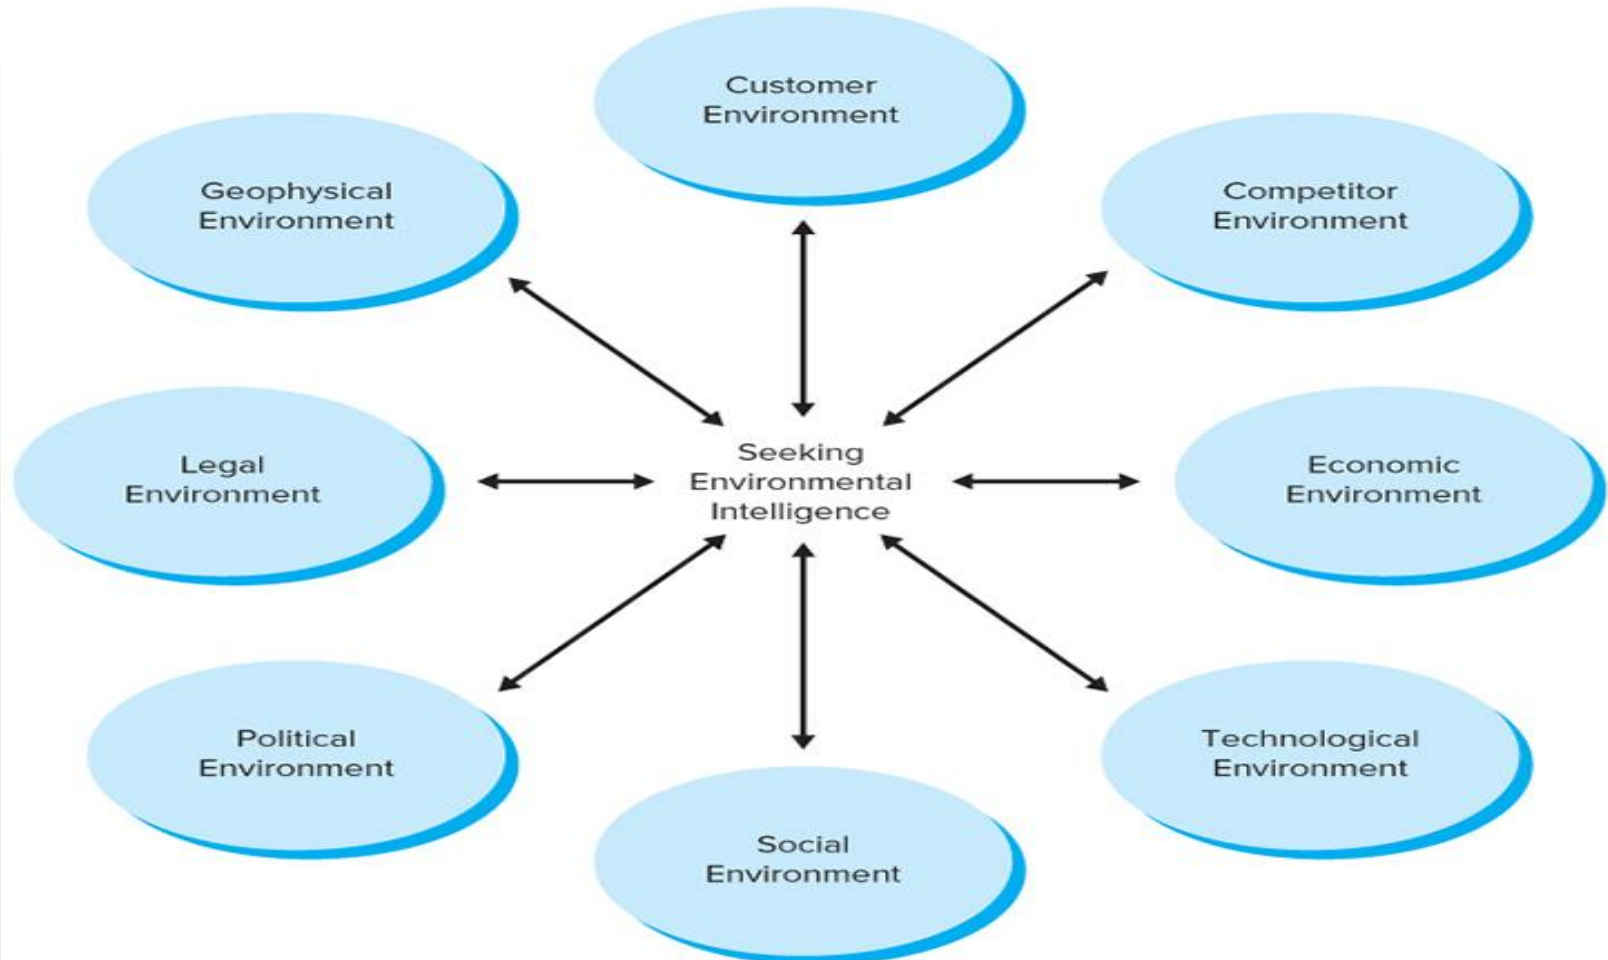 Customer
Environment
Geophysical
Environment
Competitor
Environment
Legal
Environment
Seeking
Environmental
Intelligence
Economic
Environment
Political
Environment
Technological
Environment
Social
Environment